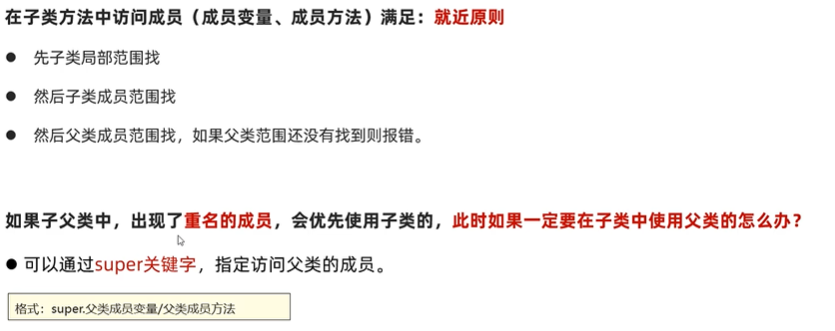 在子类方法中访问成员（成员变量、成员方法）满足：就近原则
● 先子类局部范围找
● 然后子类成员范围找
● 然后父类成员范围找，如果父类范围还没有找到则报错。
如果子父类中，出现了重名的成员，会优先使用子类的，此时如果一定要在子类中使用父类的怎么办？
● 可以通过super关键字，指定访问父类的成员。
格式：super.父类成员变量/父类成员方法